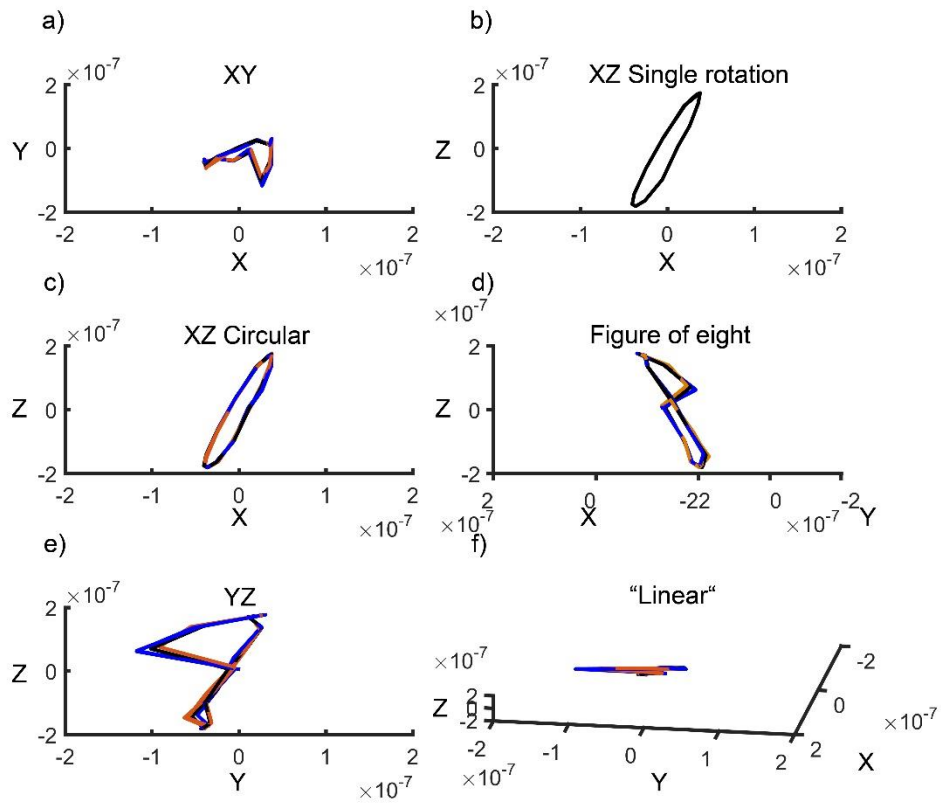 a)
×10⁻⁷
XY
2
Y
0
-2
-2 -1 0 1 2
X
×10⁻⁷
b)
×10⁻⁷
XZ Single rotation
2
Z
0
-2
-2 -1 0 1 2
X
×10⁻⁷
c)
×10⁻⁷
XZ Circular
2
Z
0
-2
-2 -1 0 1 2
X
×10⁻⁷
d)
×10⁻⁷
Figure of eight
2
Z
0
-2
2 0 -22 0 -2
×10⁻⁷
X
×10⁻⁷
Y
e)
×10⁻⁷
YZ
2
Z
0
-2
-2 -1 0 1 2
Y
×10⁻⁷
f)
“Linear“
×10⁻⁷
Z
2
0
-2
-2 -1 0 1 2
×10⁻⁷
Y
-2
0
2
×10⁻⁷
X